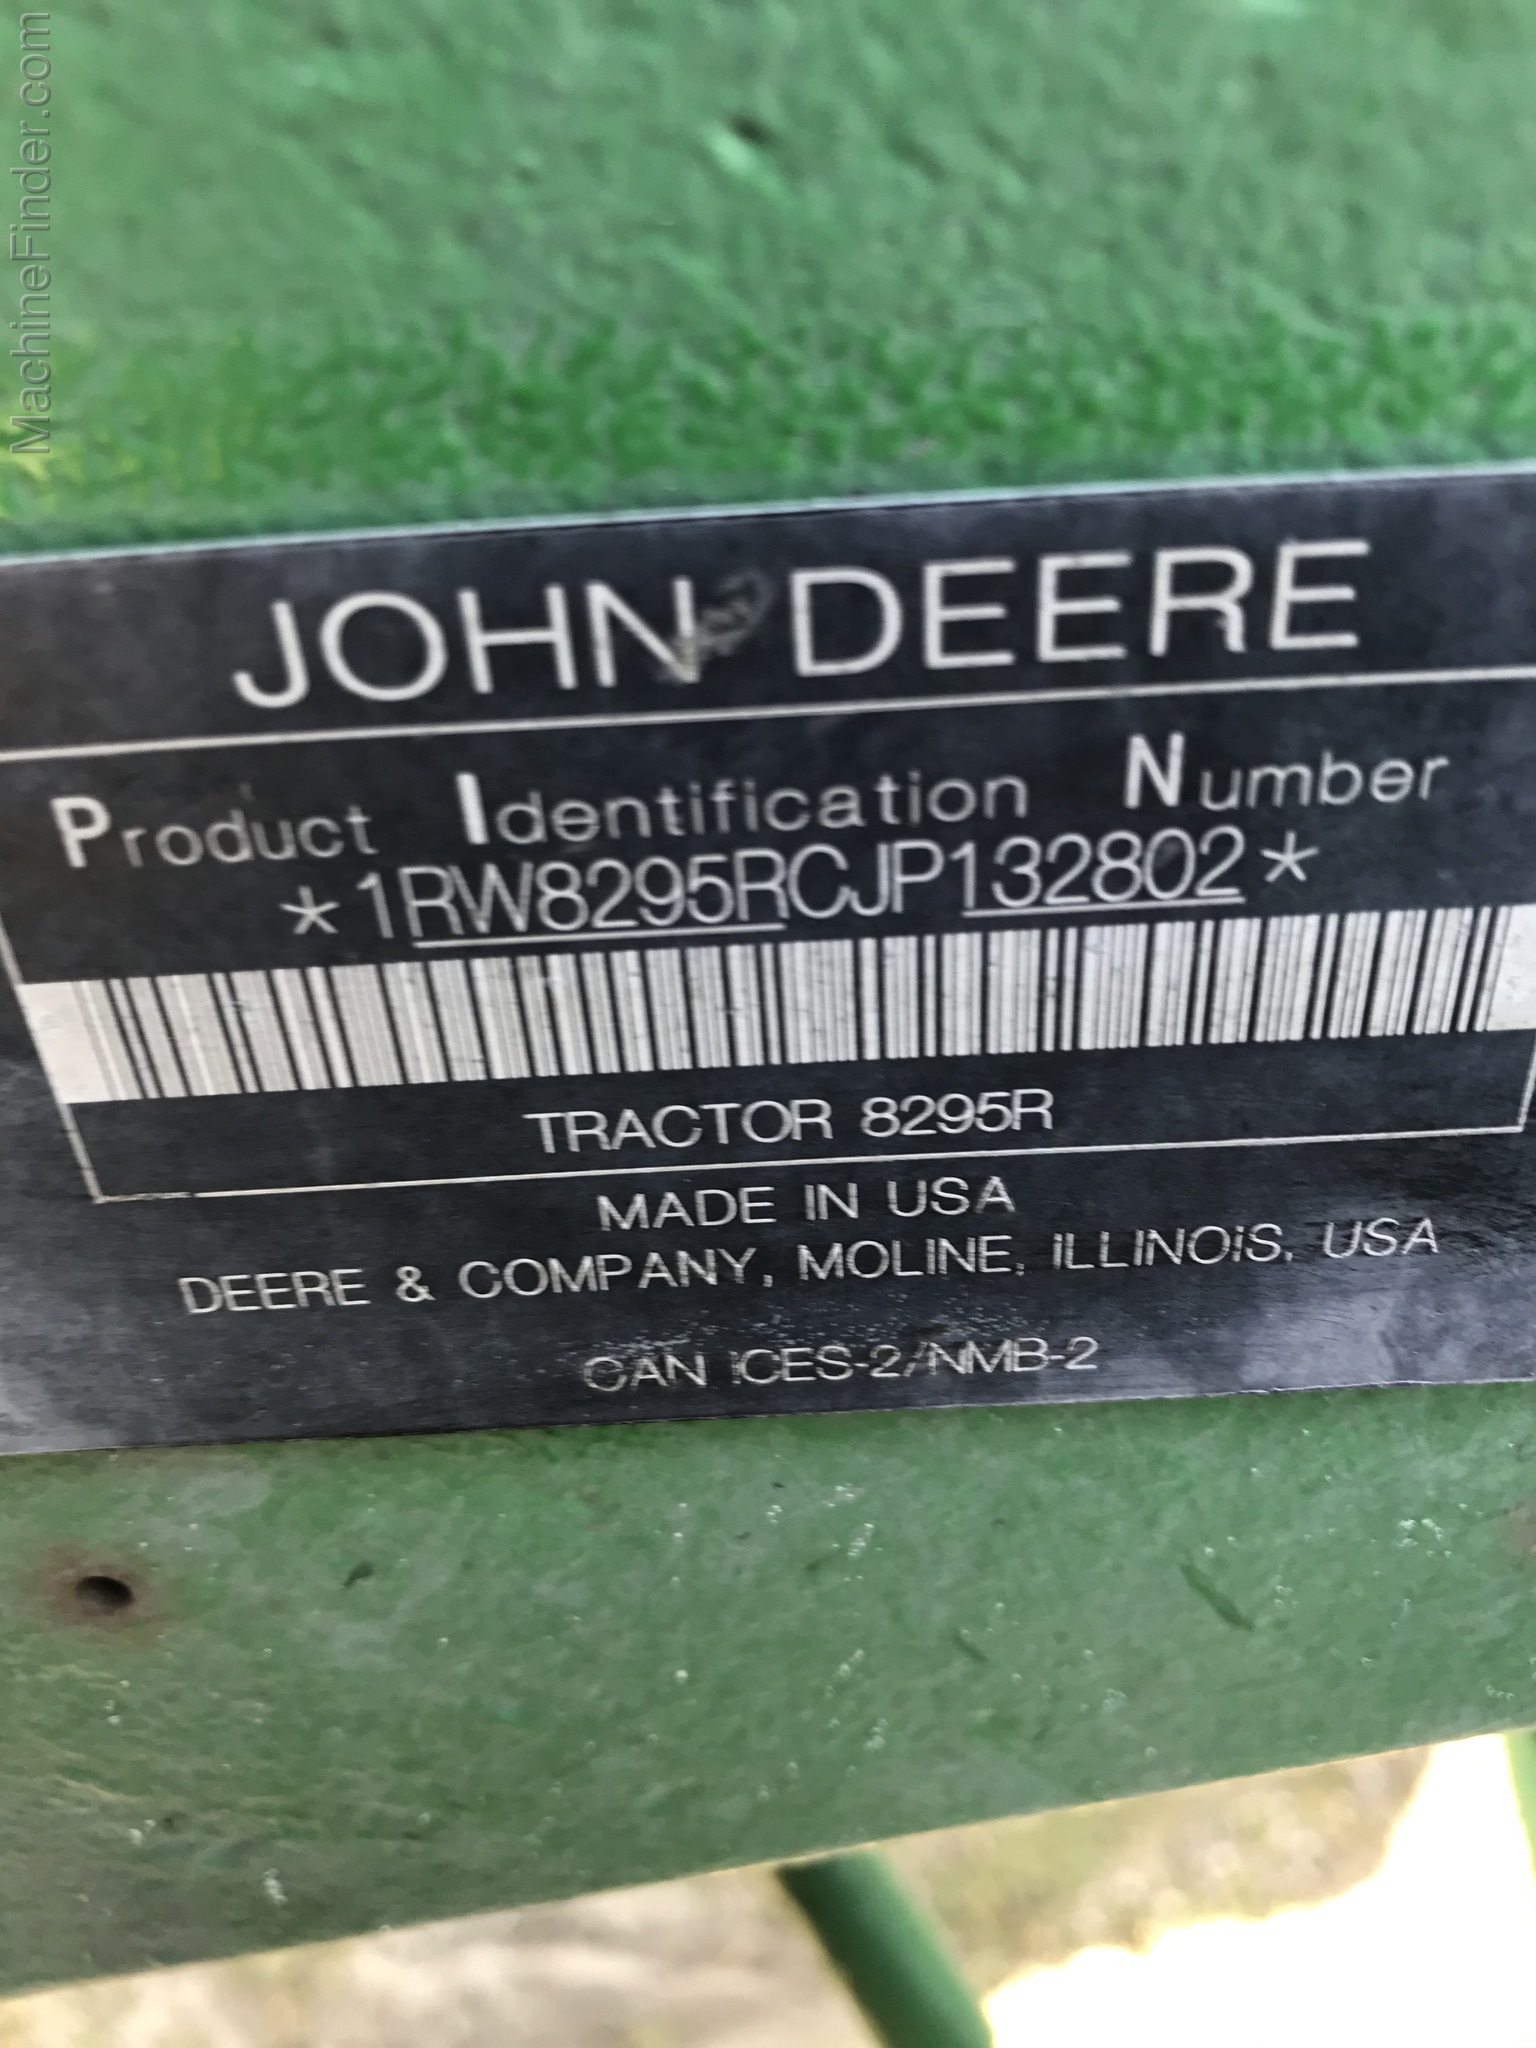 MachineFinder.com
JOHN DEERE
Product Identification Number
*1RW8295RCJP132802*
TRACTOR 8295R
MADE IN USA
DEERE & COMPANY, MOLINE, ILLINOIS, USA
CAN ICES-2/NMB-2